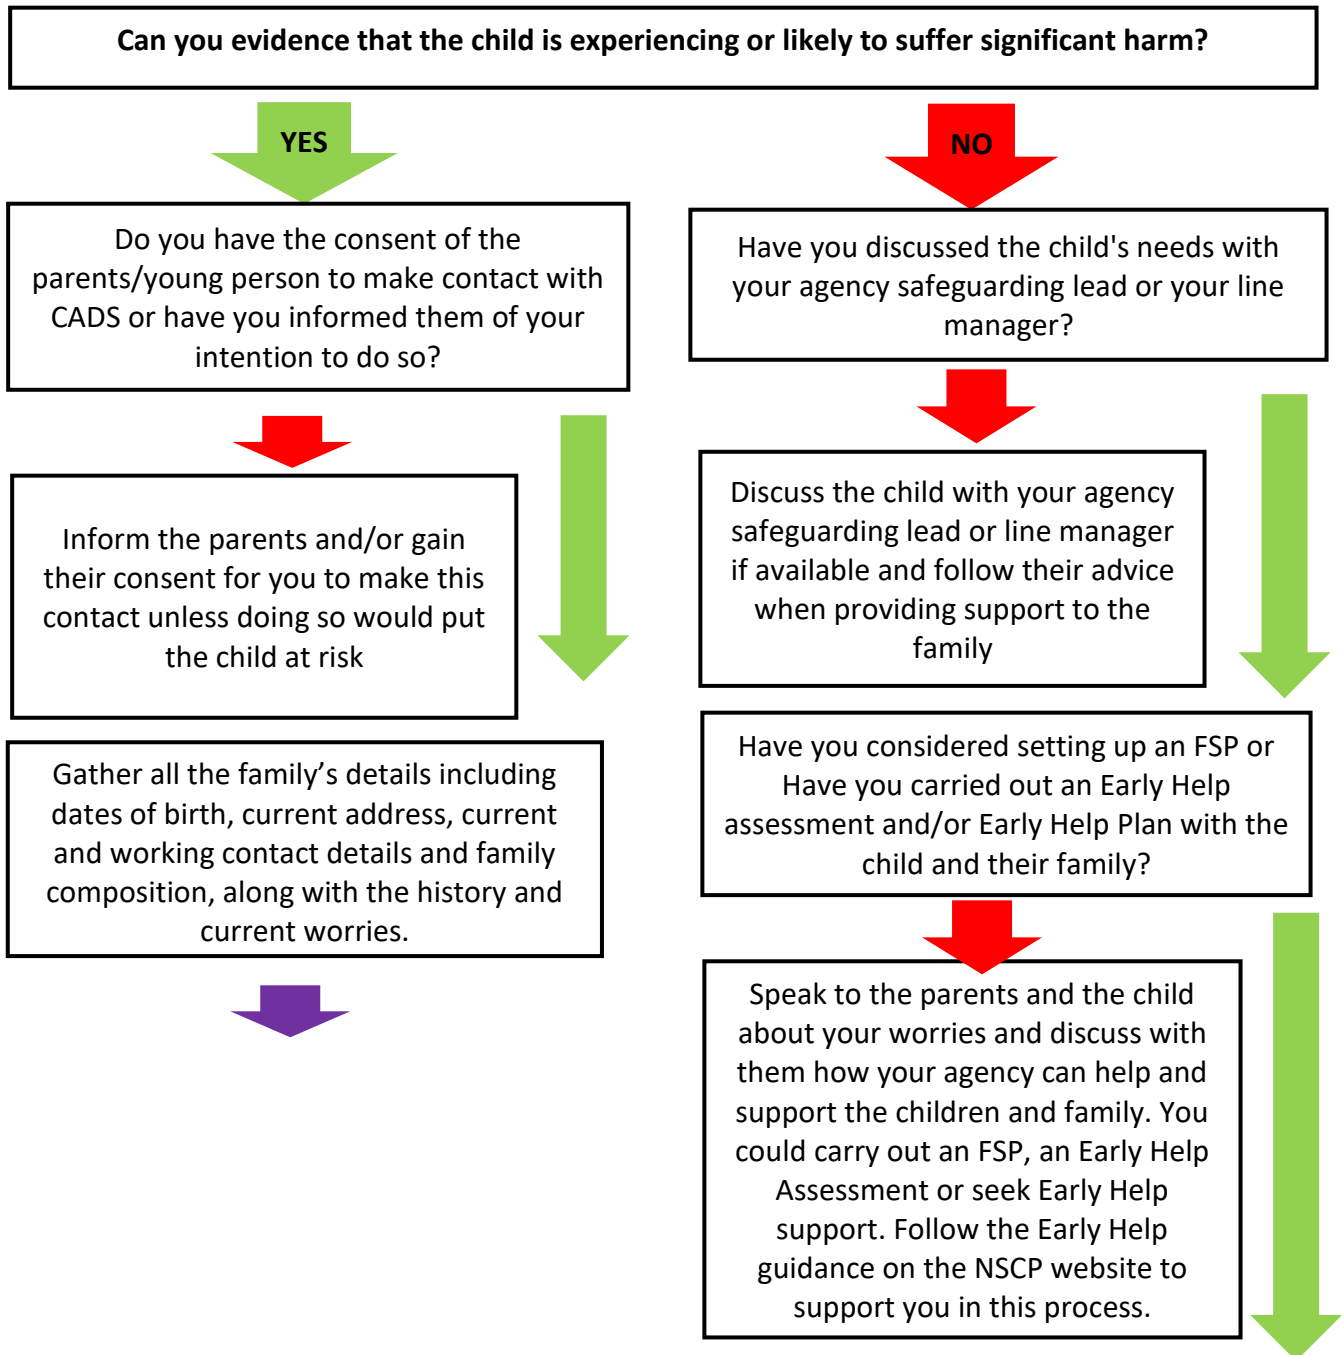 Can you evidence that the child is experiencing or likely to suffer significant harm?
YES
NO
Do you have the consent of the
parents/young person to make contact with
CADS or have you informed them of your
intention to do so?
Inform the parents and/or gain
their consent for you to make this
contact unless doing so would put
the child at risk
Gather all the family’s details including
dates of birth, current address, current
and working contact details and family
composition, along with the history and
current worries.
Have you discussed the child's needs with
your agency safeguarding lead or your line
manager?
Discuss the child with your agency
safeguarding lead or line manager
if available and follow their advice
when providing support to the
family
Have you considered setting up an FSP or
Have you carried out an Early Help
assessment and/or Early Help Plan with the
child and their family?
Speak to the parents and the child
about your worries and discuss with
them how your agency can help and
support the children and family. You
could carry out an FSP, an Early Help
Assessment or seek Early Help
support. Follow the Early Help
guidance on the NSCP website to
support you in this process.